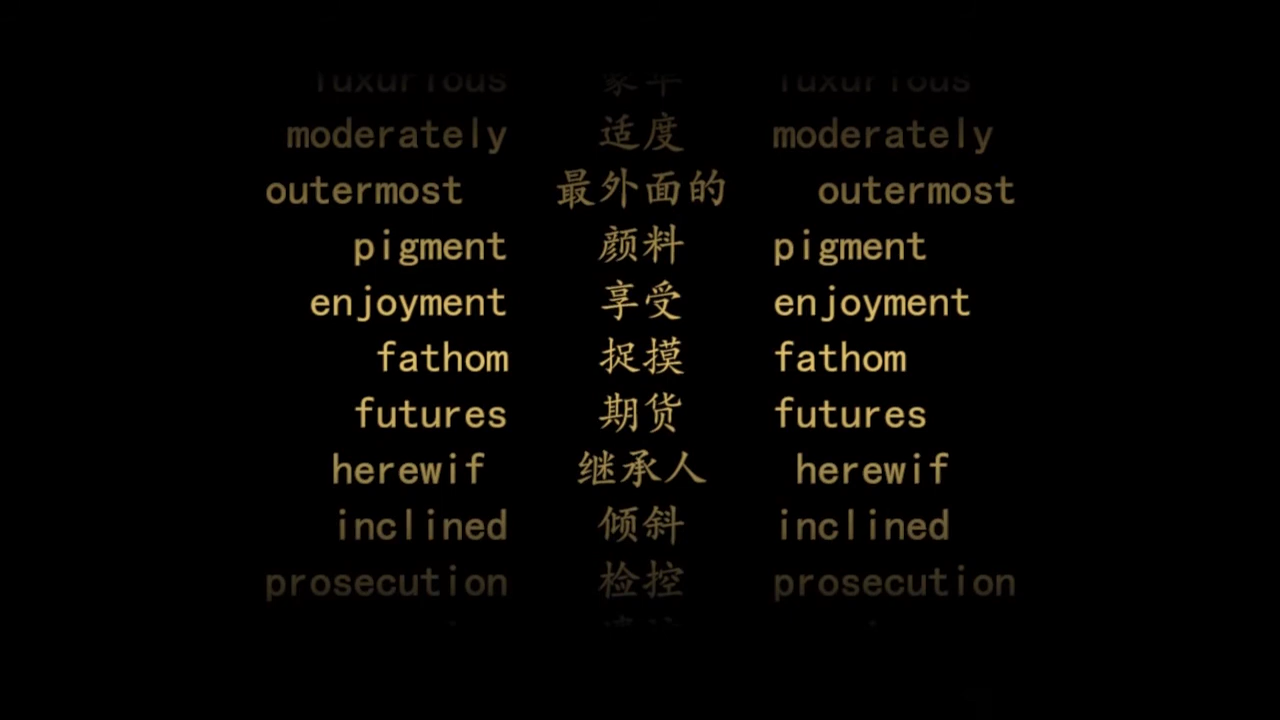 luxurious 豪华 luxurious
moderately 适度 moderately
outermost 最外面的 outermost
pigment 颜料 pigment
enjoyment 享受 enjoyment
fathom 捉摸 fathom
futures 期货 futures
herewif 继承人 herewif
inclined 倾斜 inclined
prosecution 检控 prosecution